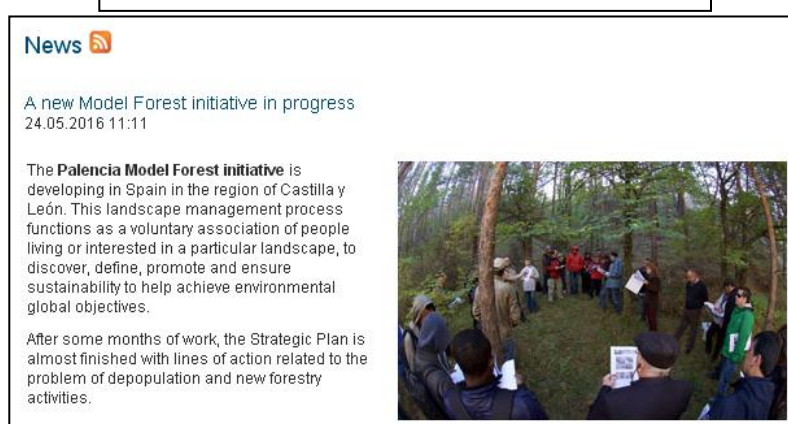 News
A new Model Forest initiative in progress
24.05.2016 11:11
The Palencia Model Forest initiative is
developing in Spain in the region of Castilla y
León. This landscape management process
functions as a voluntary association of people
living or interested in a particular landscape, to
discover, define, promote and ensure
sustainability to help achieve environmental
global objectives.
After some months of work, the Strategic Plan is
almost finished with lines of action related to the
problem of depopulation and new forestry
activities.